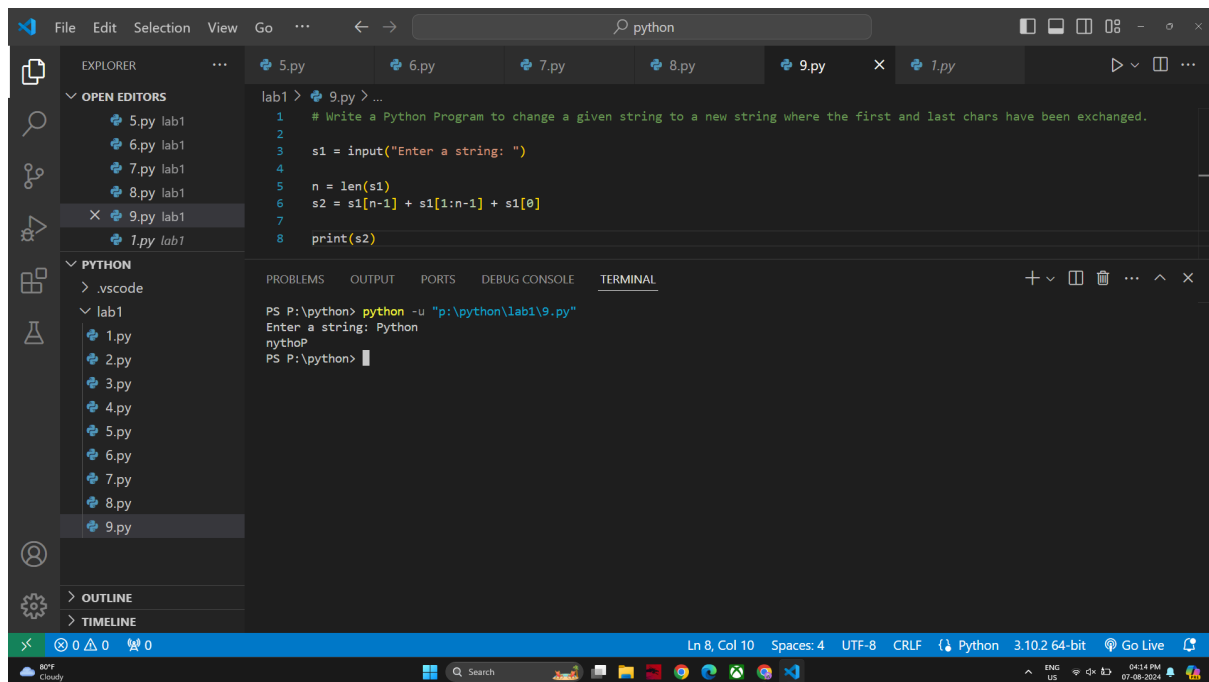 File Edit Selection View Go ··· python
EXPLORER ···
OPEN EDITORS
5.py lab1
6.py lab1
7.py lab1
8.py lab1
9.py lab1
1.py lab1
PYTHON
.vscode
lab1
1.py
2.py
3.py
4.py
5.py
6.py
7.py
8.py
9.py
OUTLINE
TIMELINE
5.py 6.py 7.py 8.py 9.py 1.py
lab1 > 9.py > ...
1 # Write a Python Program to change a given string to a new string where the first and last chars have been exchanged.
2
3 s1 = input("Enter a string: ")
4
5 n = len(s1)
6 s2 = s1[n-1] + s1[1:n-1] + s1[0]
7
8 print(s2)
PROBLEMS OUTPUT PORTS DEBUG CONSOLE TERMINAL
PS P:\python> python -u "p:\python\lab1\9.py"
Enter a string: Python
nythoP
PS P:\python>
0 0 0 Ln 8, Col 10 Spaces: 4 UTF-8 CRLF Python 3.10.2 64-bit Go Live
80°F
Cloudy
Search
ENG
US
04:14 PM
07-08-2024